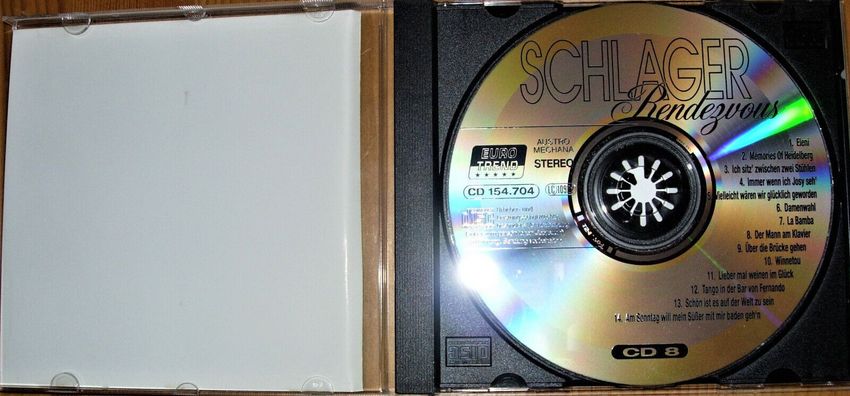 SCHLAGER
Rendezvous
EURO
TREND
AUSTRO
MECHANA
STEREO
CD 154.704
1. Eleni
2. Memories Of Heidelberg
3. Ich sitz' zwischen zwei Stühlen
4. Immer wenn ich Josy seh'
5. Vielleicht wären wir glücklich geworden
6. Damenwahl
7. La Bamba
8. Der Mann am Klavier
9. Über die Brücke gehen
10. Winnetou
11. Lieber mal weinen im Glück
12. Tango in der Bar von Fernando
13. Schön ist es auf der Welt zu sein
14. Am Sonntag will mein Süßer mit mir baden geh'n
CD 8